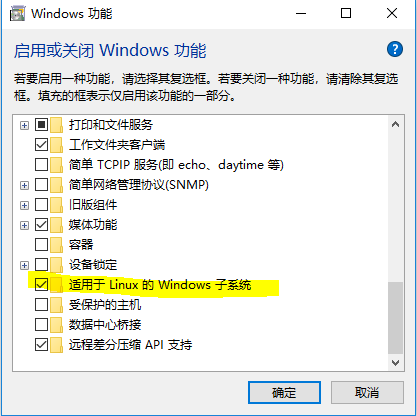 Windows 功能
启用或关闭 Windows 功能
若要启用一种功能，请选择其复选框。若要关闭一种功能，请清除其复选
框。填充的框表示仅启用该功能的一部分。
打印和文件服务
工作文件夹客户端
简单 TCPIP 服务(即 echo、daytime 等)
简单网络管理协议(SNMP)
旧版组件
媒体功能
容器
设备锁定
适用于 Linux 的 Windows 子系统
受保护的主机
数据中心桥接
远程差分压缩 API 支持
确定
取消